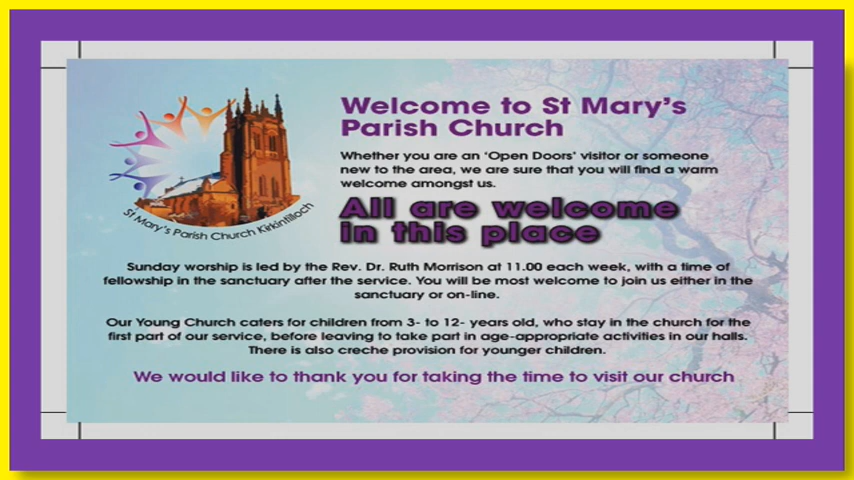 Welcome to St Mary's
Parish Church
Whether you are an 'Open Doors' visitor or someone
new to the area, we are sure that you will find a warm
welcome amongst us.
All are welcome
in this place
St Mary's Parish Church Kirkintilloch
Sunday worship is led by the Rev. Dr. Ruth Morrison at 11.00 each week, with a time of
fellowship in the sanctuary after the service. You will be most welcome to join us either in the
sanctuary or on-line.
Our Young Church caters for children from 3- to 12- years old, who stay in the church for the
first part of our service, before leaving to take part in age-appropriate activities in our halls.
There is also creche provision for younger children.
We would like to thank you for taking the time to visit our church